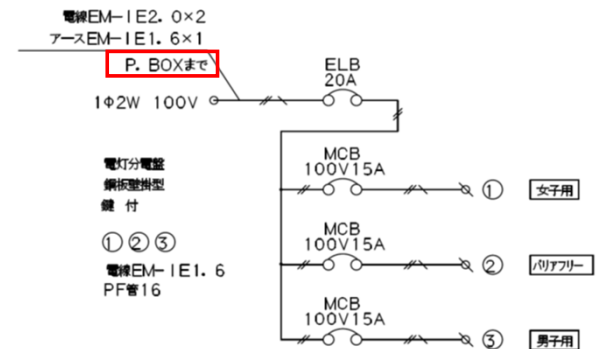 電線EM-IE2.0×2
アースEM-IE1.6×1
P.BOXまで
1Φ2W 100V
ELB
20A
MCB
100V15A
① 女子用
電灯分電盤
鋼板壁掛型
鍵 付
①②③
電線EM-IE1.6
PF管16
MCB
100V15A
② バリアフリー
MCB
100V15A
③ 男子用